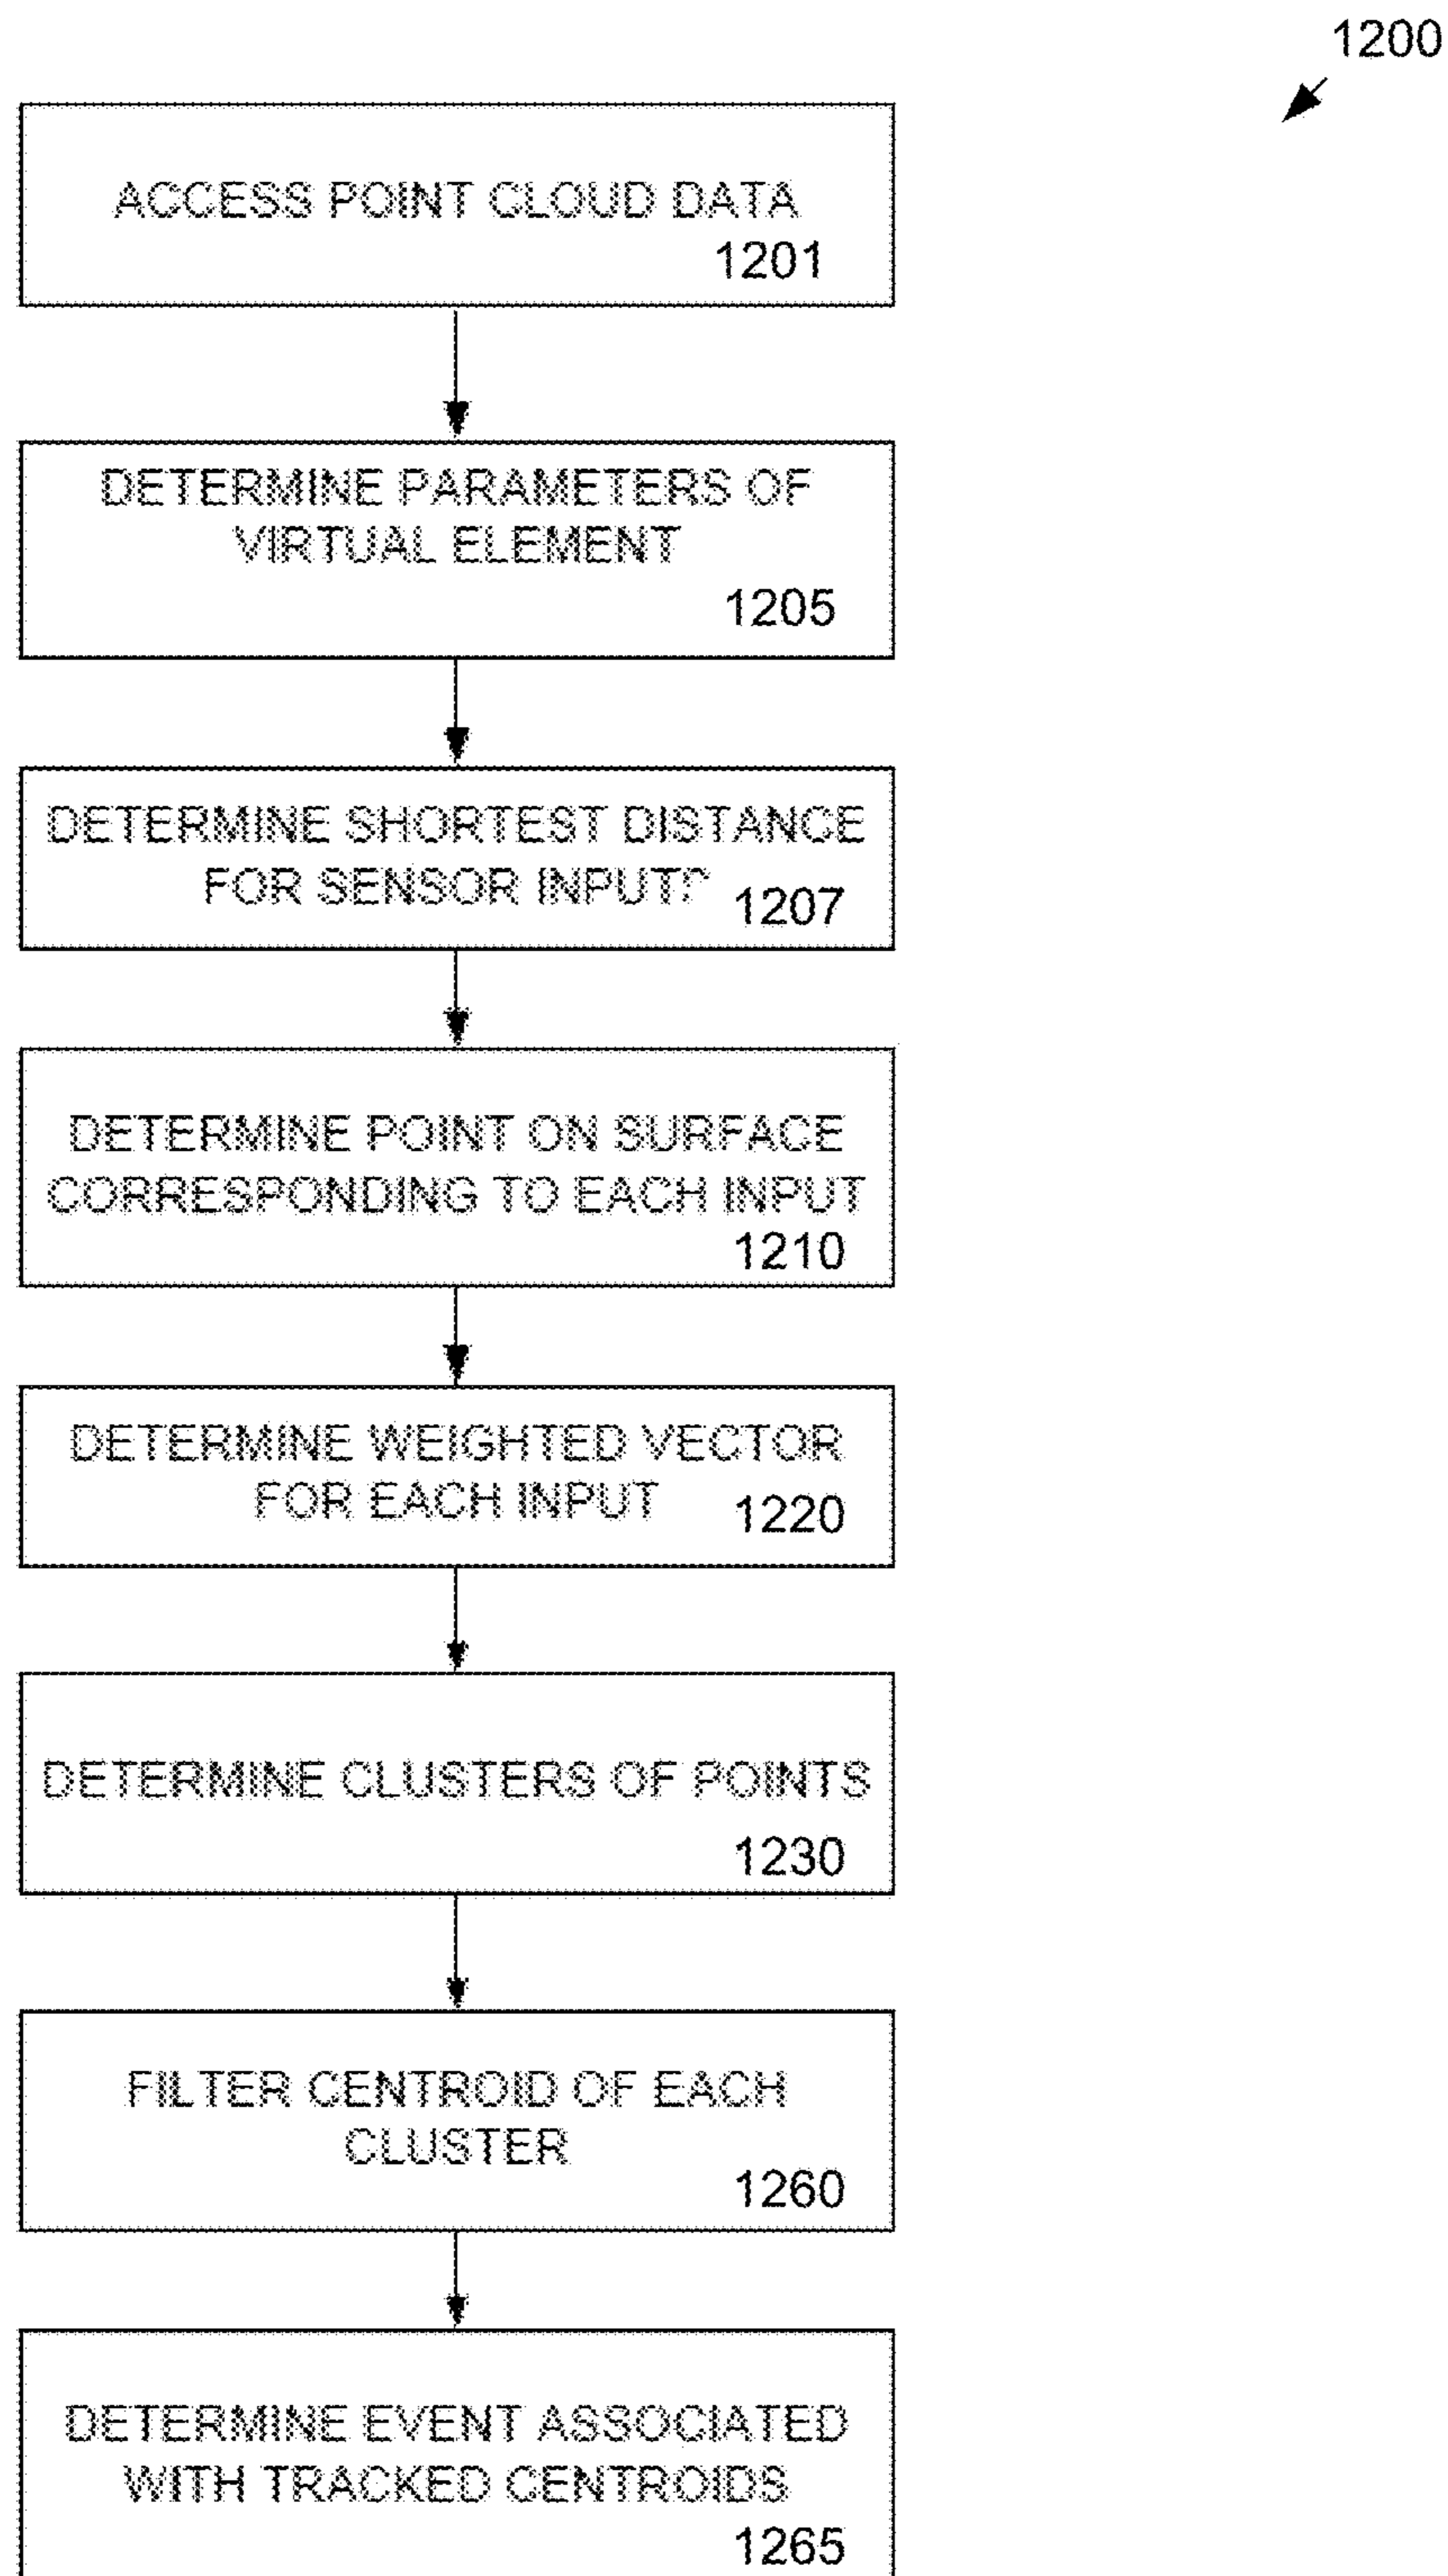 1200
ACCESS POINT CLOUD DATA
1201
DETERMINE PARAMETERS OF
VIRTUAL ELEMENT
1205
DETERMINE SHORTEST DISTANCE
FOR SENSOR INPUT?
1207
DETERMINE POINT ON SURFACE
CORRESPONDING TO EACH INPUT
1210
DETERMINE WEIGHTED VECTOR
FOR EACH INPUT
1220
DETERMINE CLUSTERS OF POINTS
1230
FILTER CENTROID OF EACH
CLUSTER
1260
DETERMINE EVENT ASSOCIATED
WITH TRACKED CENTROIDS
1265